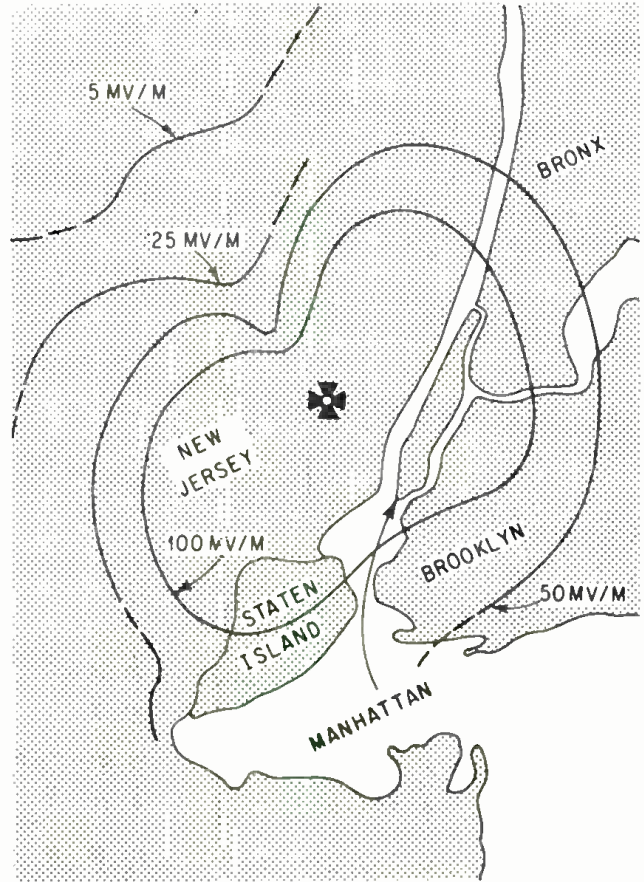 5 MV/M
BRONX
25 MV/M
NEW
JERSEY
100 MV/M
BROOKLYN
STATEN
ISLAND
50 MV/M
MANHATTAN